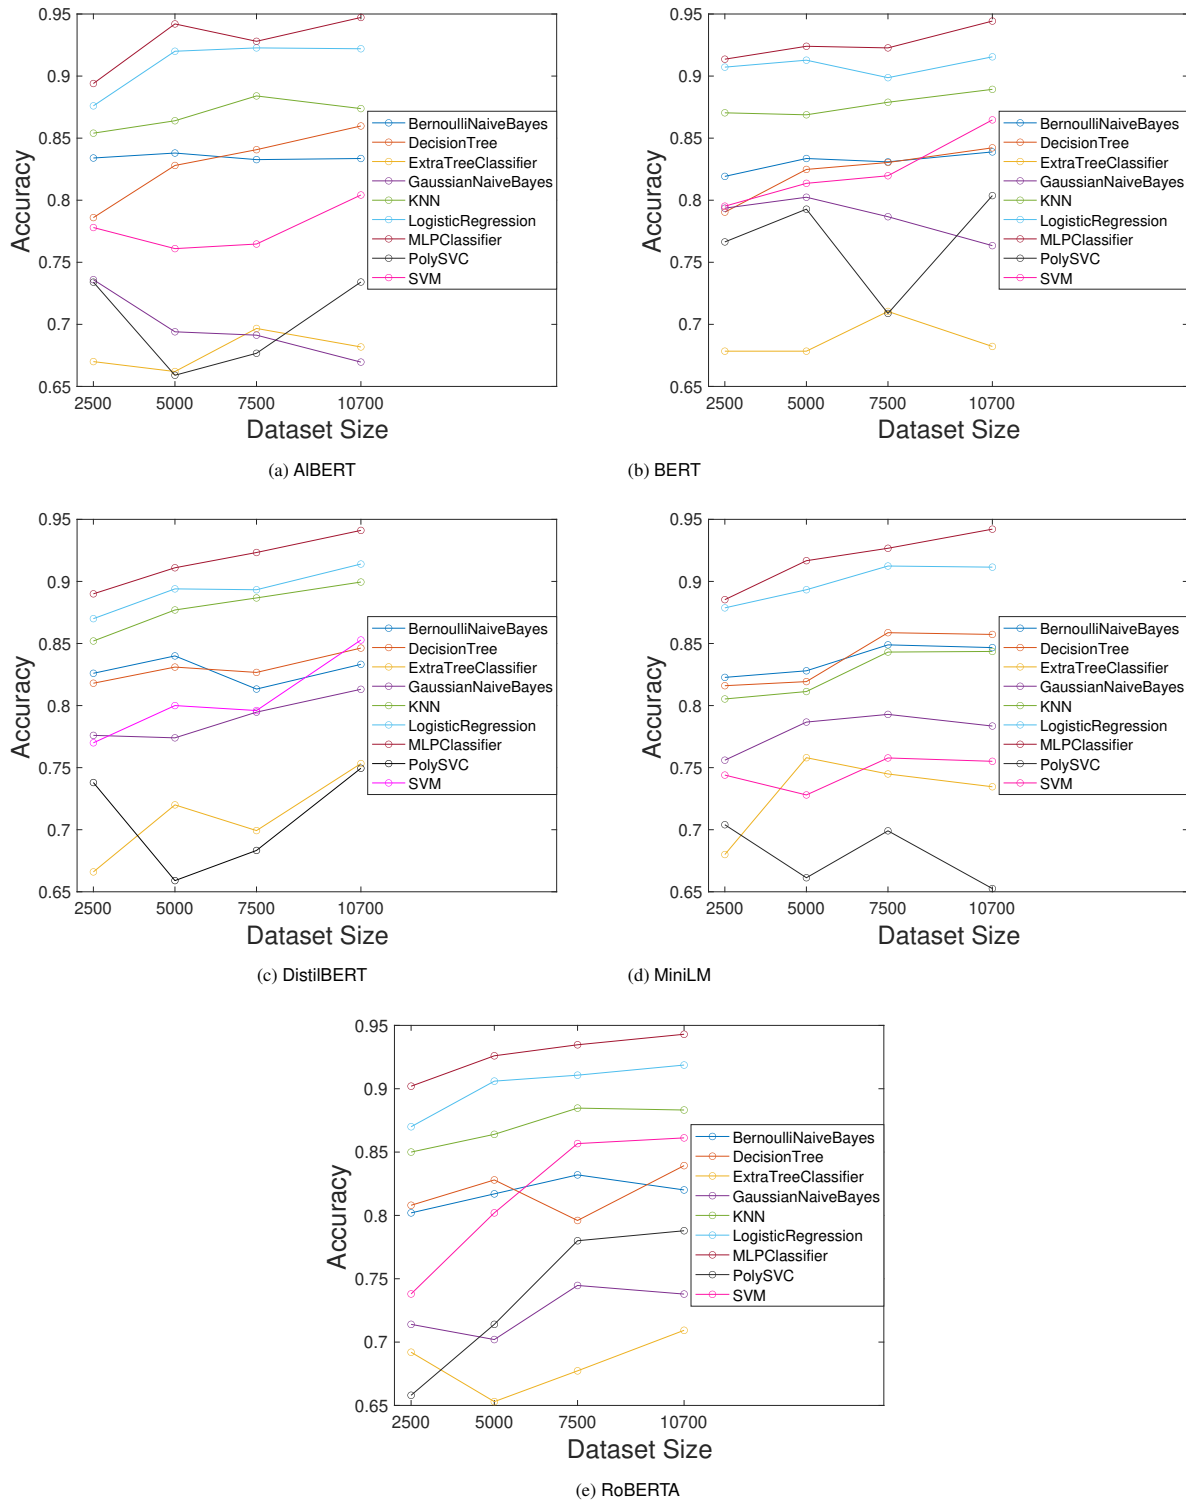 0.95
0.9
0.85
0.8
0.75
0.7
0.65
Accuracy
2500 5000 7500 10700
Dataset Size
BernoulliNaiveBayes
DecisionTree
ExtraTreeClassifier
GaussianNaiveBayes
KNN
LogisticRegression
MLPClassifier
PolySVC
SVM
(a) AlBERT
0.95
0.9
0.85
0.8
0.75
0.7
0.65
Accuracy
2500 5000 7500 10700
Dataset Size
BernoulliNaiveBayes
DecisionTree
ExtraTreeClassifier
GaussianNaiveBayes
KNN
LogisticRegression
MLPClassifier
PolySVC
SVM
(b) BERT
0.95
0.9
0.85
0.8
0.75
0.7
0.65
Accuracy
2500 5000 7500 10700
Dataset Size
BernoulliNaiveBayes
DecisionTree
ExtraTreeClassifier
GaussianNaiveBayes
KNN
LogisticRegression
MLPClassifier
PolySVC
SVM
(c) DistilBERT
0.95
0.9
0.85
0.8
0.75
0.7
0.65
Accuracy
2500 5000 7500 10700
Dataset Size
BernoulliNaiveBayes
DecisionTree
ExtraTreeClassifier
GaussianNaiveBayes
KNN
LogisticRegression
MLPClassifier
PolySVC
SVM
(d) MiniLM
0.95
0.9
0.85
0.8
0.75
0.7
0.65
Accuracy
2500 5000 7500 10700
Dataset Size
BernoulliNaiveBayes
DecisionTree
ExtraTreeClassifier
GaussianNaiveBayes
KNN
LogisticRegression
MLPClassifier
PolySVC
SVM
(e) RoBERTA